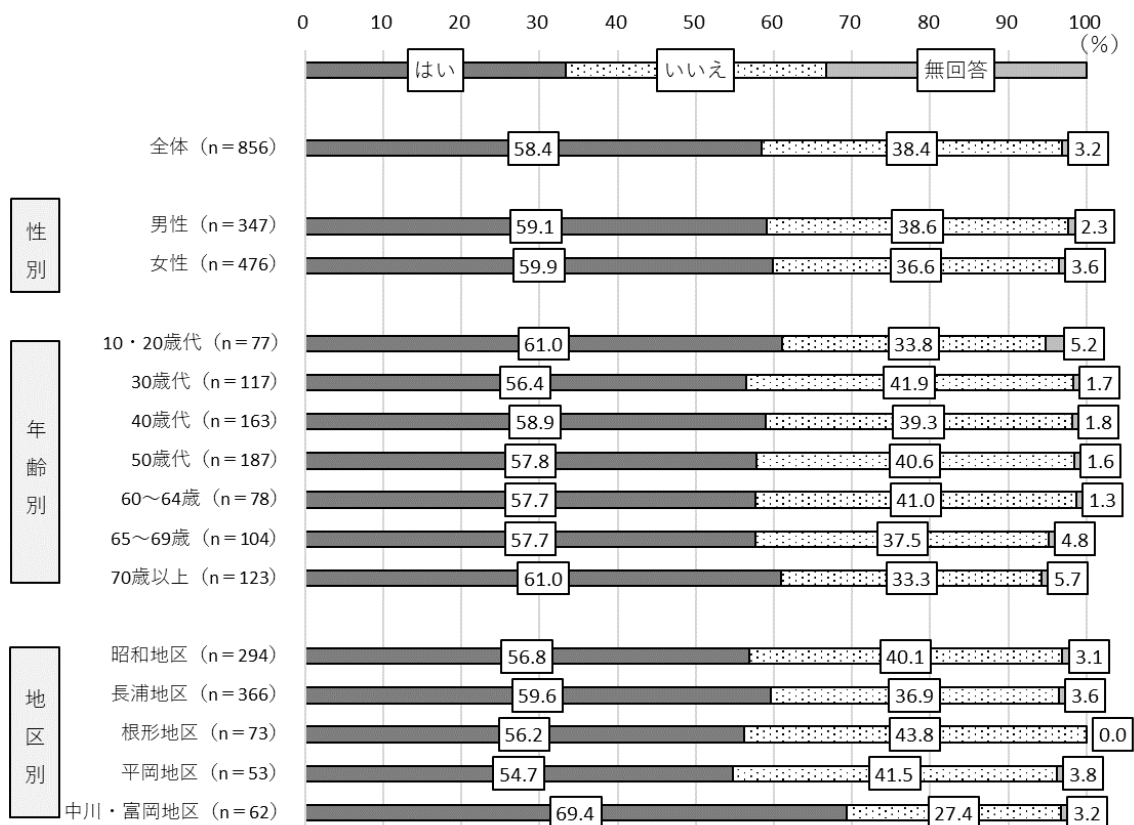 0 10 20 30 40 50 60 70 80 90 100
(%)
はい いいえ 無回答
全体（n＝856） 58.4 38.4 3.2
性別
男性（n＝347） 59.1 38.6 2.3
女性（n＝476） 59.9 36.6 3.6
年齢別
10・20歳代（n＝77） 61.0 33.8 5.2
30歳代（n＝117） 56.4 41.9 1.7
40歳代（n＝163） 58.9 39.3 1.8
50歳代（n＝187） 57.8 40.6 1.6
60～64歳（n＝78） 57.7 41.0 1.3
65～69歳（n＝104） 57.7 37.5 4.8
70歳以上（n＝123） 61.0 33.3 5.7
地区別
昭和地区（n＝294） 56.8 40.1 3.1
長浦地区（n＝366） 59.6 36.9 3.6
根形地区（n＝73） 56.2 43.8 0.0
平岡地区（n＝53） 54.7 41.5 3.8
中川・富岡地区（n＝62） 69.4 27.4 3.2